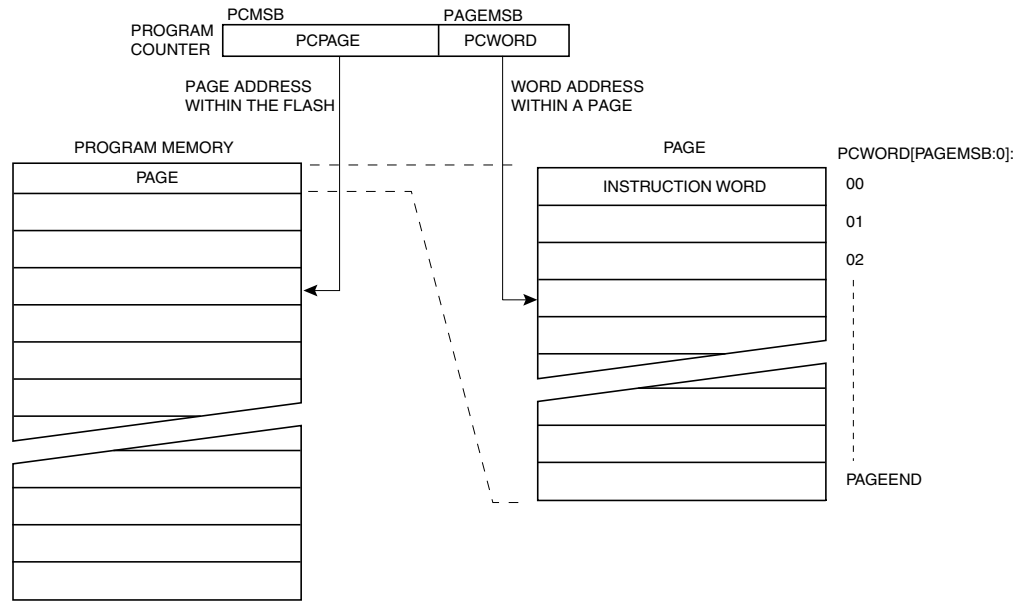 PCMSB PAGEMSB
PROGRAM
COUNTER
PCPAGE PCWORD
PAGE ADDRESS
WITHIN THE FLASH
WORD ADDRESS
WITHIN A PAGE
PROGRAM MEMORY
PAGE
PAGE
PCWORD[PAGEMSB:0]:
INSTRUCTION WORD
00
01
02
PAGEEND